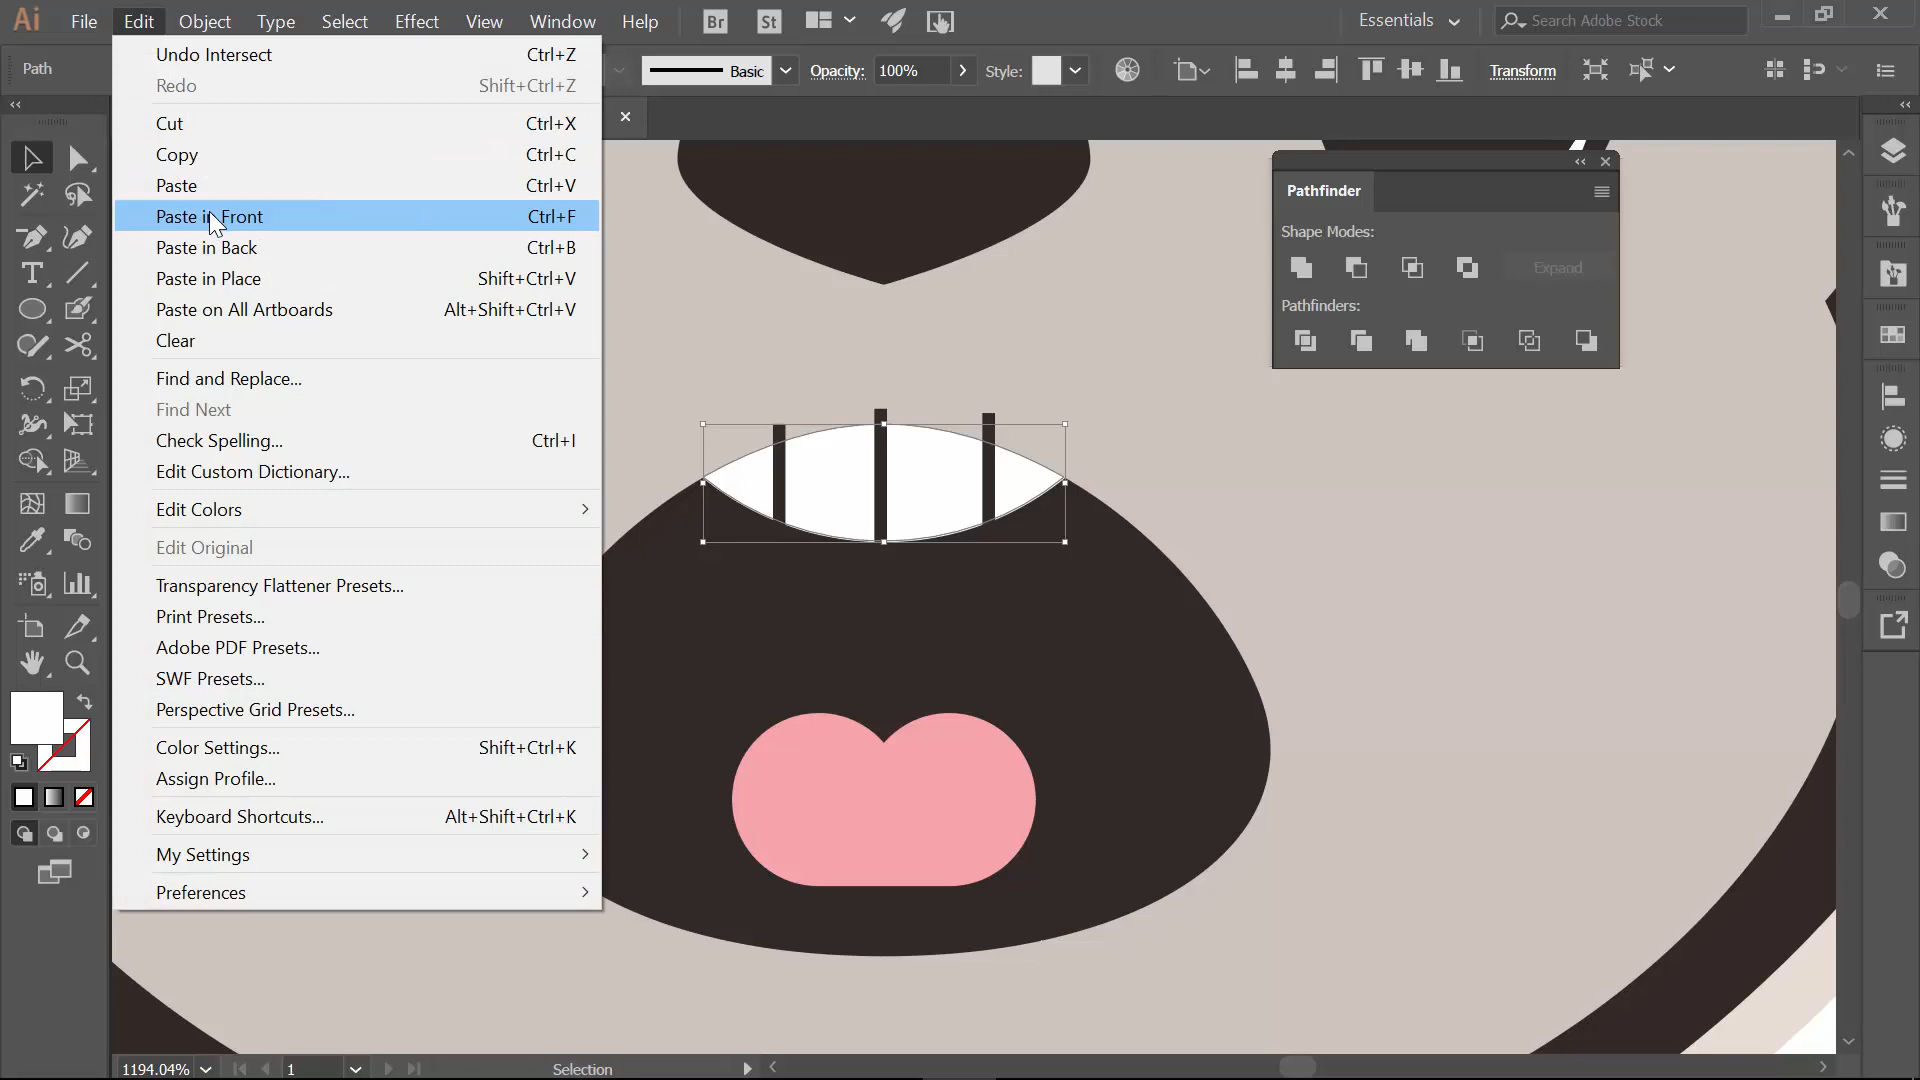 Ai File Edit Object Type Select Effect View Window Help Br St Essentials Search Adobe Stock
Path Basic Opacity: 100% Style: Transform
Undo Intersect Ctrl+Z
Redo Shift+Ctrl+Z
Cut Ctrl+X
Copy Ctrl+C
Paste Ctrl+V
Paste in Front Ctrl+F
Paste in Back Ctrl+B
Paste in Place Shift+Ctrl+V
Paste on All Artboards Alt+Shift+Ctrl+V
Clear
Find and Replace...
Find Next
Check Spelling... Ctrl+I
Edit Custom Dictionary...
Edit Colors
Edit Original
Transparency Flattener Presets...
Print Presets...
Adobe PDF Presets...
SWF Presets...
Perspective Grid Presets...
Color Settings... Shift+Ctrl+K
Assign Profile...
Keyboard Shortcuts... Alt+Shift+Ctrl+K
My Settings
Preferences
Pathfinder
Shape Modes:
Expand
Pathfinders:
1194.04% 1 Selection